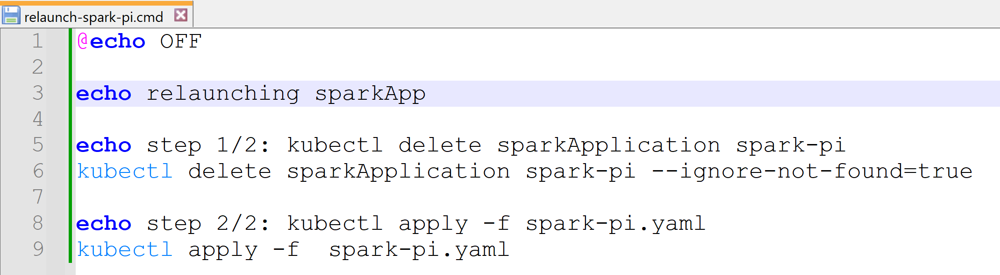 relaunch-spark-pi.cmd
1 @echo OFF
2
3 echo relaunching sparkApp
4
5 echo step 1/2: kubectl delete sparkApplication spark-pi
6 kubectl delete sparkApplication spark-pi --ignore-not-found=true
7
8 echo step 2/2: kubectl apply -f spark-pi.yaml
9 kubectl apply -f  spark-pi.yaml